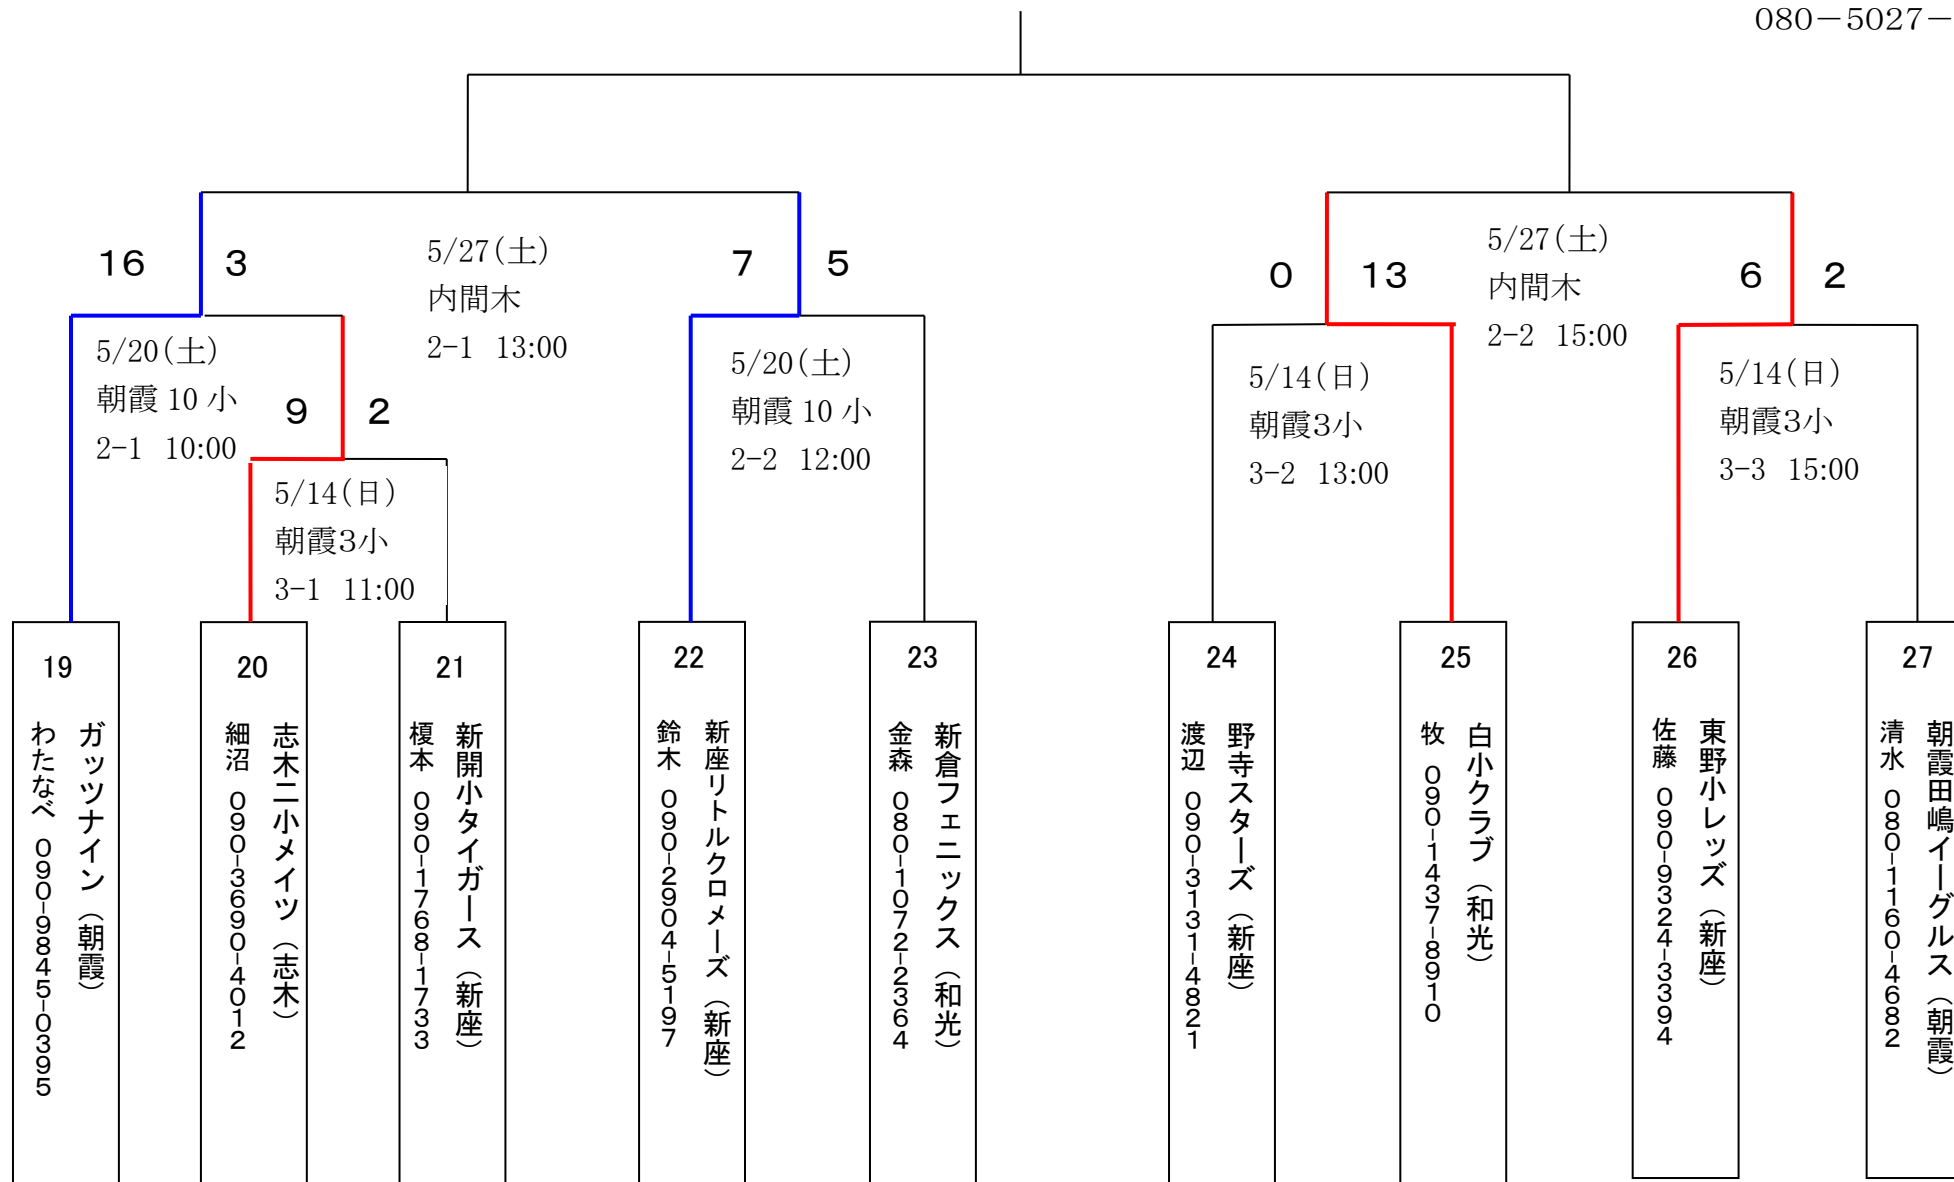 080－5027－
16
3
5/27(土)
内間木
2-1 13:00
7
5
0
13
5/27(土)
内間木
2-2 15:00
6
2
5/20(土)
朝霞 10 小
2-1 10:00
9
2
5/20(土)
朝霞 10 小
2-2 12:00
5/14(日)
朝霞3小
3-2 13:00
5/14(日)
朝霞3小
3-3 15:00
5/14(日)
朝霞3小
3-1 11:00
19
ガッツナイン（朝霞）
わたなべ 090-9845-0395
20
志木二小メイツ（志木）
細沼 090-3690-4012
21
新開小タイガース（新座）
榎本 090-1768-1733
22
新座リトルクロメーズ（新座）
鈴木 090-2904-5197
23
新倉フェニックス（和光）
金森 080-1072-2364
24
野寺スターズ（新座）
渡辺 090-3131-4821
25
白小クラブ（和光）
牧 090-1437-8910
26
東野小レッズ（新座）
佐藤 090-9324-3394
27
朝霞田嶋イーグルス（朝霞）
清水 080-1160-4682